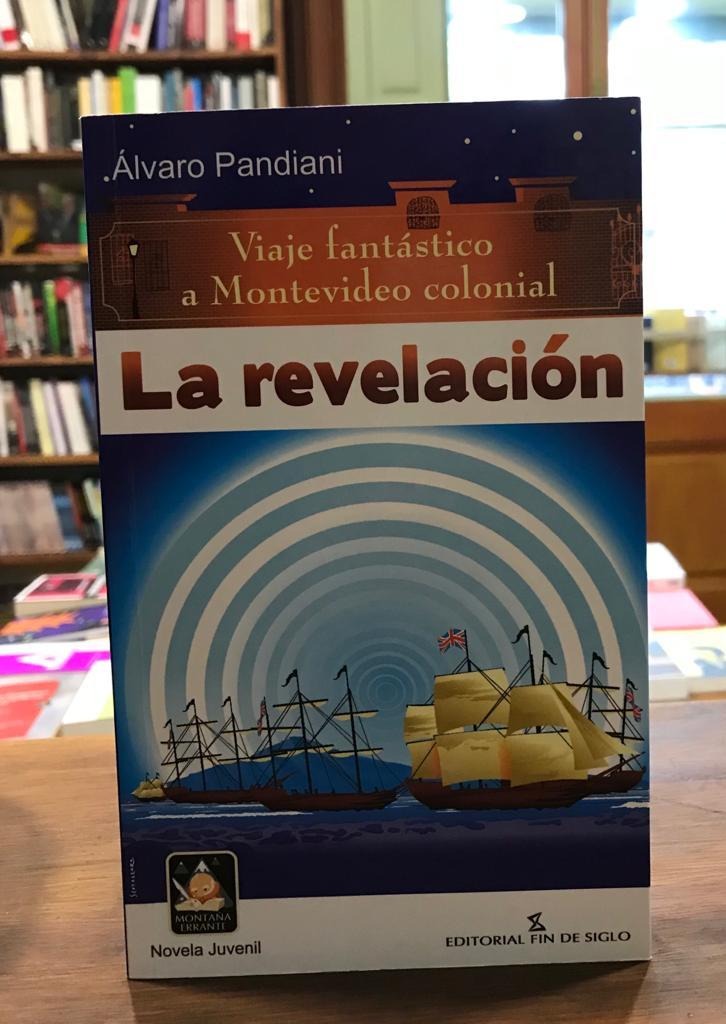 Álvaro Pandiani
Viaje fantástico
a Montevideo colonial
La revelación
MONTAÑA
ERRANTE
Novela Juvenil
EDITORIAL FIN DE SIGLO